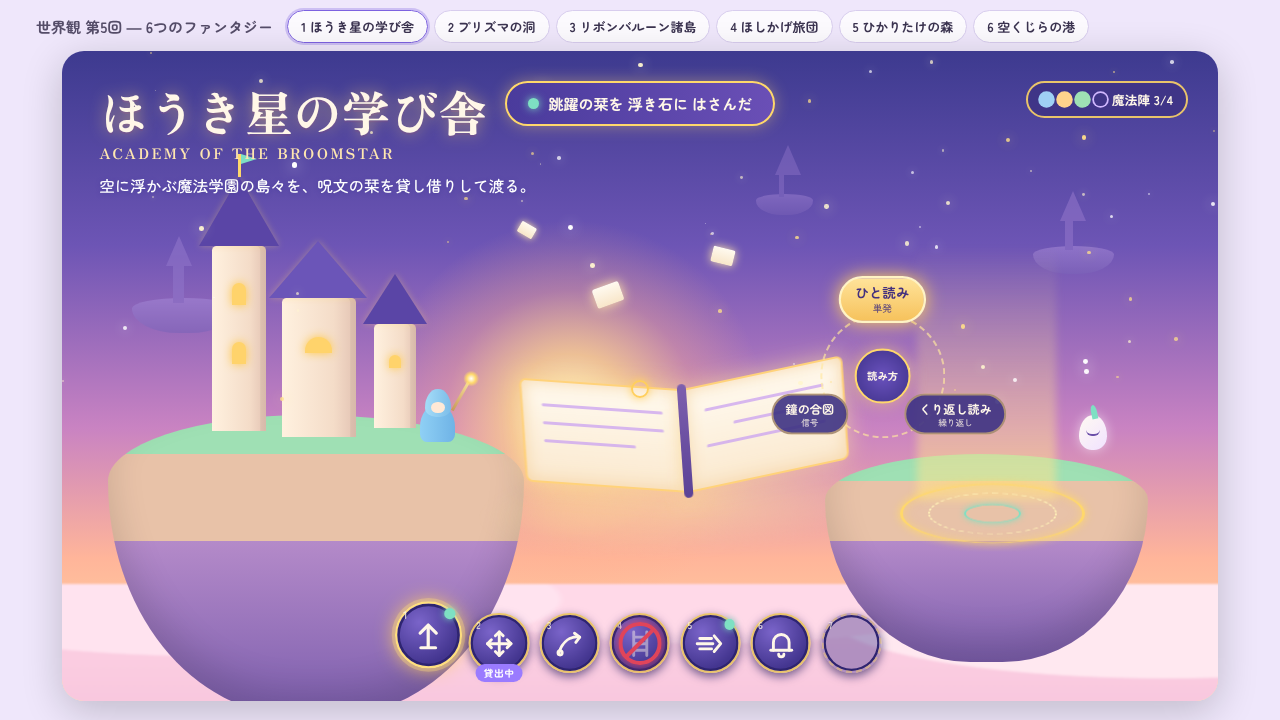 世界観 第5回 — 6つのファンタジー
1 ほうき星の学び舎
2 プリズマの洞
3 リボンバルーン諸島
4 ほしかげ旅団
5 ひかりたけの森
6 空くじらの港
ほうき星の学び舎
跳躍の栞を 浮き石に はさんだ
魔法陣 3/4
ACADEMY OF THE BROOMSTAR
空に浮かぶ魔法学園の島々を、呪文の栞を貸し借りして渡る。
ひと読み
単発
読み方
鐘の合図
信号
くり返し読み
繰り返し
1
2
3
4
5
6
7
貸出中